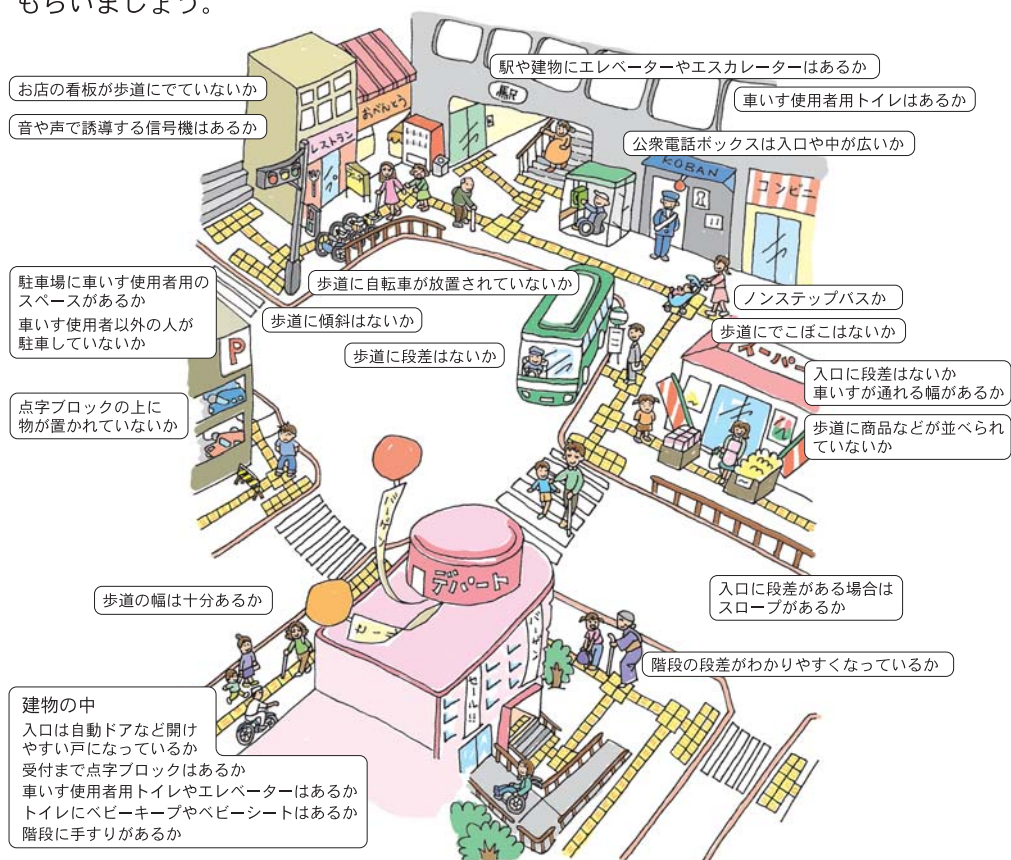 もらいましょう。
駅や建物にエレベーターやエスカレーターはあるか
お店の看板が歩道にでていないか
車いす使用者用トイレはあるか
音や声で誘導する信号機はあるか
公衆電話ボックスは入口や中が広いか
駅
おべんとう
レストラン
KOBAN
コンビニ
駐車場に車いす使用者用の
スペースがあるか
車いす使用者以外の人が
駐車していないか
歩道に自転車が放置されていないか
ノンステップバスか
歩道に傾斜はないか
歩道にでこぼこはないか
歩道に段差はないか
P
スーパー
入口に段差はないか
車いすが通れる幅があるか
点字ブロックの上に
物が置かれていないか
歩道に商品などが並べられ
ていないか
バーゲン
デパート
歩道の幅は十分あるか
入口に段差がある場合は
スロープがあるか
セール
バーゲン
セール!!
階段の段差がわかりやすくなっているか
建物の中
入口は自動ドアなど開け
やすい戸になっているか
受付まで点字ブロックはあるか
車いす使用者用トイレやエレベーターはあるか
トイレにベビーキープやベビーシートはあるか
階段に手すりがあるか